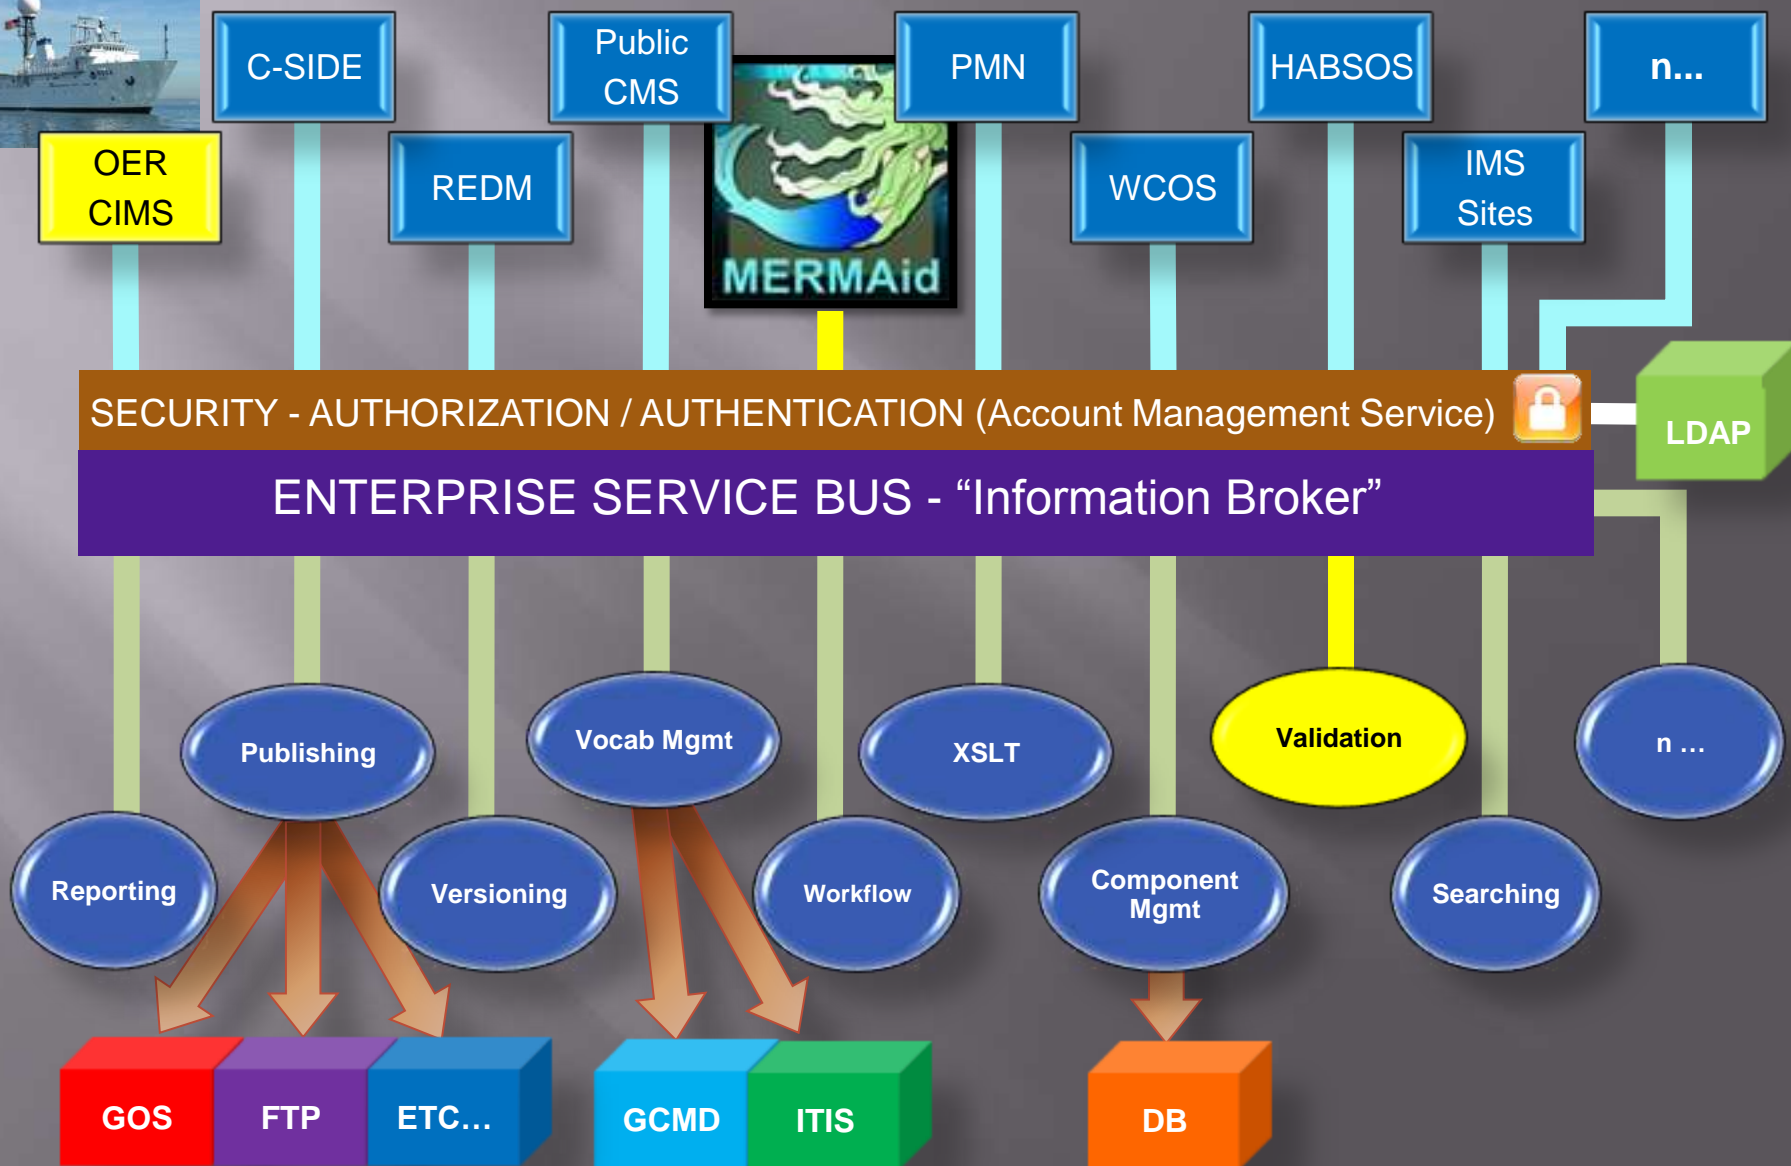 C-SIDE
Public
CMS
PMN
HABSOS
n...
OER
CIMS
REDM
MERMAid
WCOS
IMS
Sites
SECURITY - AUTHORIZATION / AUTHENTICATION (Account Management Service)
LDAP
ENTERPRISE SERVICE BUS - “Information Broker”
Publishing
Vocab Mgmt
XSLT
Validation
n …
Reporting
Versioning
Workflow
Component
Mgmt
Searching
GOS
FTP
ETC…
GCMD
ITIS
DB